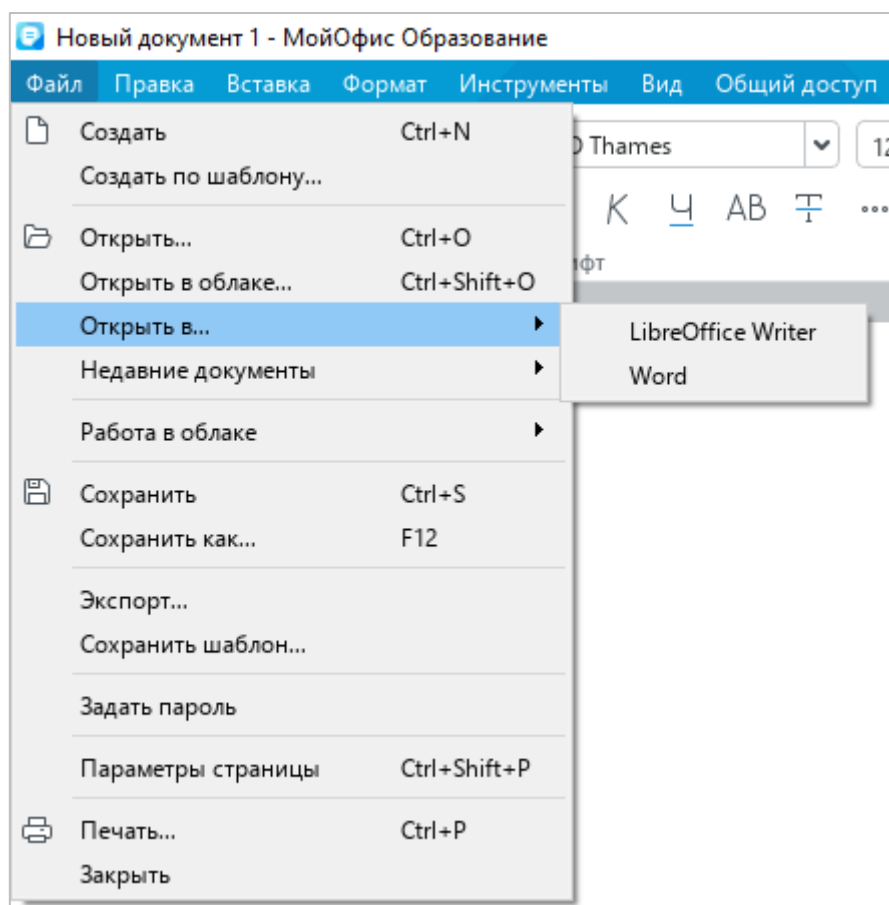 Новый документ 1 - МойОфис Образование
Файл Правка Вставка Формат Инструменты Вид Общий доступ
Создать Ctrl+N
Thames 12
Создать по шаблону...
К Ч АВ Т ...
Открыть... Ctrl+O
Открыть в облаке... Ctrl+Shift+O
Открыть в...
LibreOffice Writer
Недавние документы
Word
Работа в облаке
Сохранить Ctrl+S
Сохранить как... F12
Экспорт...
Сохранить шаблон...
Задать пароль
Параметры страницы Ctrl+Shift+P
Печать... Ctrl+P
Закрыть